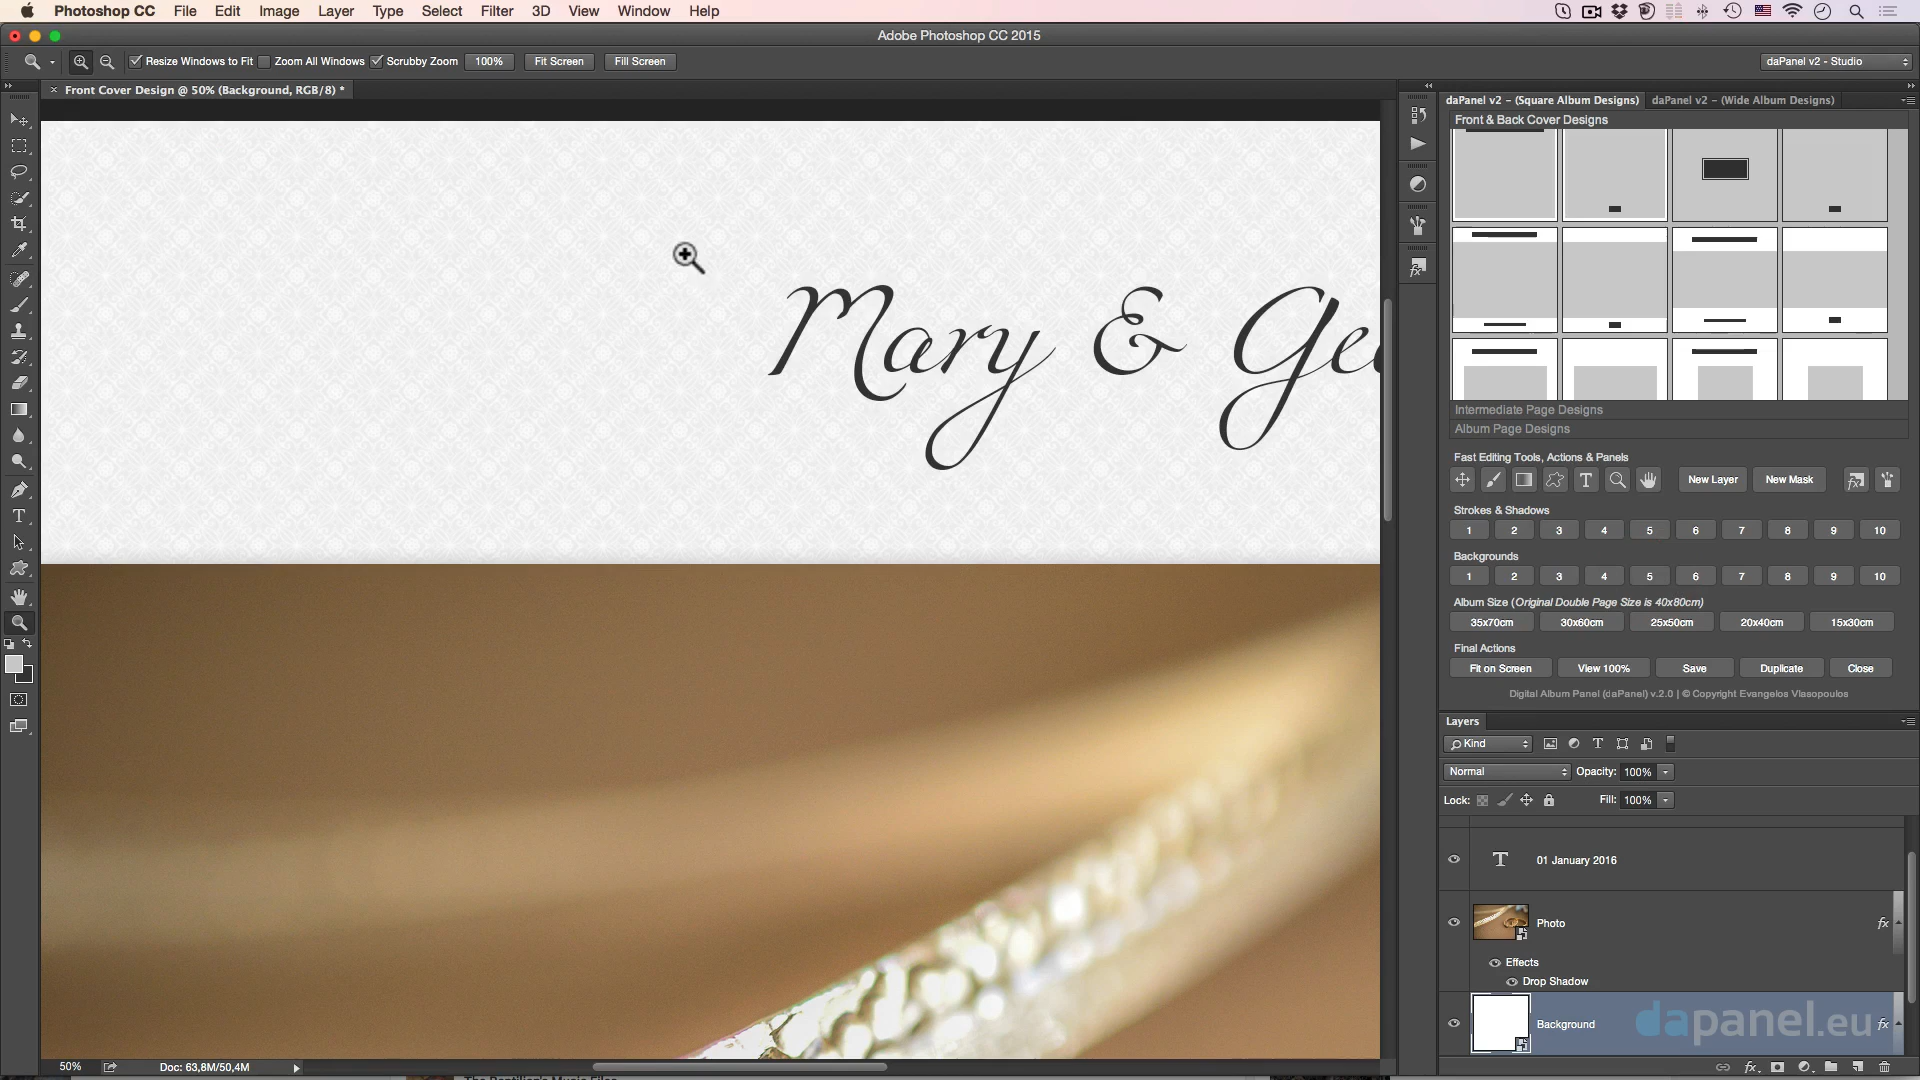 Photoshop CC File Edit Image Layer Type Select Filter 3D View Window Help
Adobe Photoshop CC 2015
Resize Windows to Fit Zoom All Windows Scrubby Zoom 100% Fit Screen Fill Screen daPanel v2 - Studio
Front Cover Design @ 50% (Background, RGB/8) *
daPanel v2 – (Square Album Designs) daPanel v2 – (Wide Album Designs)
Front & Back Cover Designs
Mary & Ge
Intermediate Page Designs
Album Page Designs
Fast Editing Tools, Actions & Panels
New Layer New Mask
Strokes & Shadows
1 2 3 4 5 6 7 8 9 10
Backgrounds
1 2 3 4 5 6 7 8 9 10
Album Size (Original Double Page Size is 40x80cm)
35x70cm 30x60cm 25x50cm 20x40cm 15x30cm
Final Actions
Fit on Screen View 100% Save Duplicate Close
Digital Album Panel (daPanel) v.2.0 | © Copyright Evangelos Vlasopoulos
Layers
Kind
Normal Opacity: 100%
Lock: Fill: 100%
T 01 January 2016
Photo fx
Effects
Drop Shadow
Background fx
dapanel.eu
50% Doc: 63,8M/50,4M